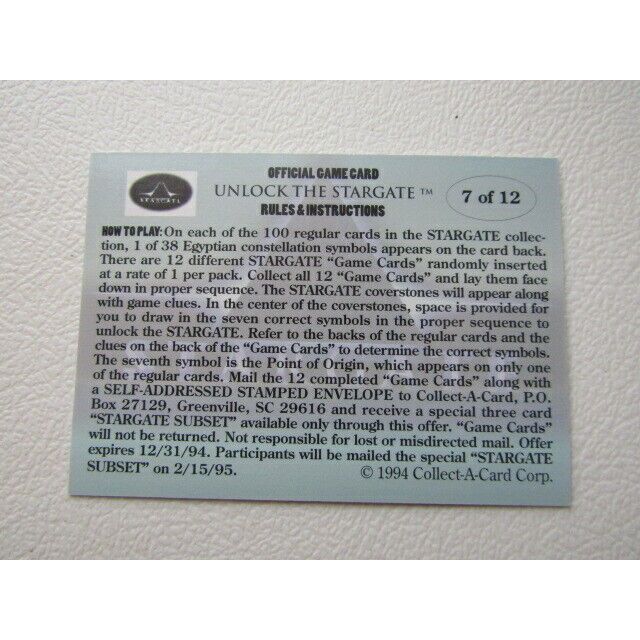 OFFICIAL GAME CARD
UNLOCK THE STARGATE ™
RULES & INSTRUCTIONS
7 of 12
STARGATE
HOW TO PLAY: On each of the 100 regular cards in the STARGATE collec-
tion, 1 of 38 Egyptian constellation symbols appears on the card back.
There are 12 different STARGATE “Game Cards” randomly inserted
at a rate of 1 per pack. Collect all 12 “Game Cards” and lay them face
down in proper sequence. The STARGATE coverstones will appear along
with game clues. In the center of the coverstones, space is provided for
you to draw in the seven correct symbols in the proper sequence to
unlock the STARGATE. Refer to the backs of the regular cards and the
clues on the back of the “Game Cards” to determine the correct symbols.
The seventh symbol is the Point of Origin, which appears on only one
of the regular cards. Mail the 12 completed “Game Cards” along with
a SELF-ADDRESSED STAMPED ENVELOPE to Collect-A-Card, P.O.
Box 27129, Greenville, SC 29616 and receive a special three card
“STARGATE SUBSET” available only through this offer. “Game Cards”
will not be returned. Not responsible for lost or misdirected mail. Offer
expires 12/31/94. Participants will be mailed the special “STARGATE
SUBSET” on 2/15/95.
© 1994 Collect-A-Card Corp.